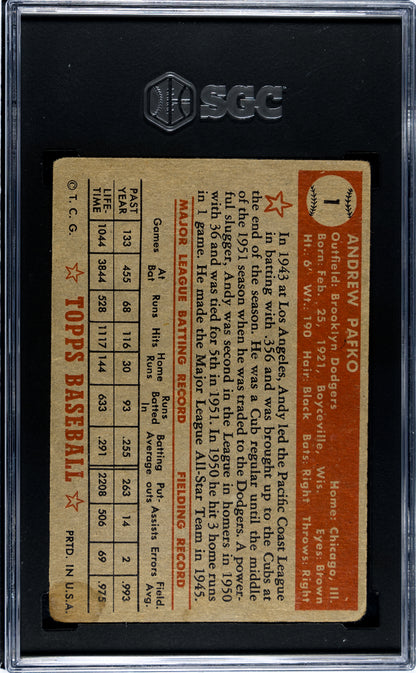 SGC
1
ANDREW PAFKO
Outfield: Brooklyn Dodgers Home: Chicago, Ill.
Born: Feb. 25, 1921, Boyceville, Wis. Eyes: Brown
Ht.: 6' Wt.: 190 Hair: Black Bats: Right Throws: Right
In 1943 at Los Angeles, Andy led the Pacific Coast League
in batting with .356 and was brought up to the Cubs at
the end of the season. He was a Cub regular until the middle
of the 1951 season when he was traded to the Dodgers. A power-
ful slugger, Andy was second in the League in homers in 1950
with 36 and was tied for 5th in 1951. In 1950 he hit 3 home runs
in 1 game. He made the Major League All-Star Team in 1945.
MAJOR LEAGUE BATTING RECORD FIELDING RECORD
Games At Bat Runs Hits Home Runs Runs Batted In Batting Average Put outs Assists Errors Field. Avg.
PAST YEAR 133 455 68 116 30 93 .255 263 14 2 .993
LIFE-TIME 1044 3844 528 1117 144 633 .291 2208 506 69 .975
© T. C. G. TOPPS BASEBALL PRTD. IN U.S.A.